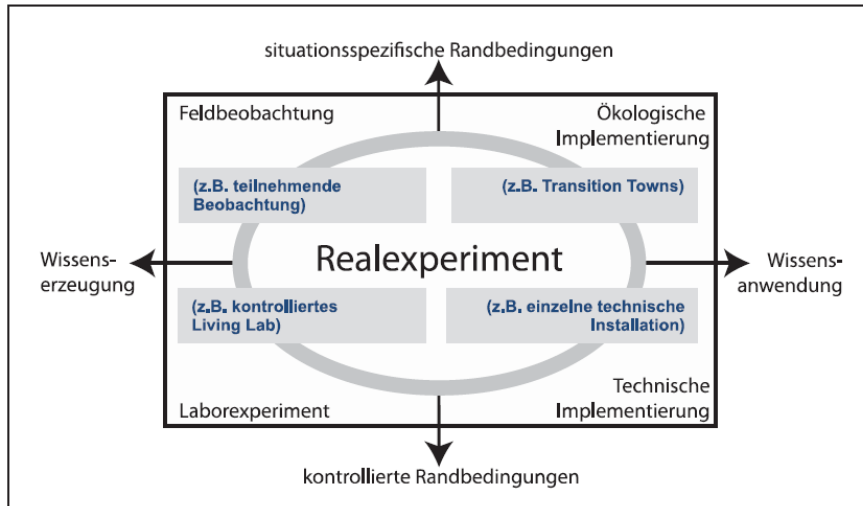 situationsspezifische Randbedingungen
Feldbeobachtung
Ökologische
Implementierung
(z.B. teilnehmende
Beobachtung)
(z.B. Transition Towns)
Wissens-
erzeugung
Realexperiment
Wissens-
anwendung
(z.B. kontrolliertes
Living Lab)
(z.B. einzelne technische
Installation)
Laborexperiment
Technische
Implementierung
kontrollierte Randbedingungen